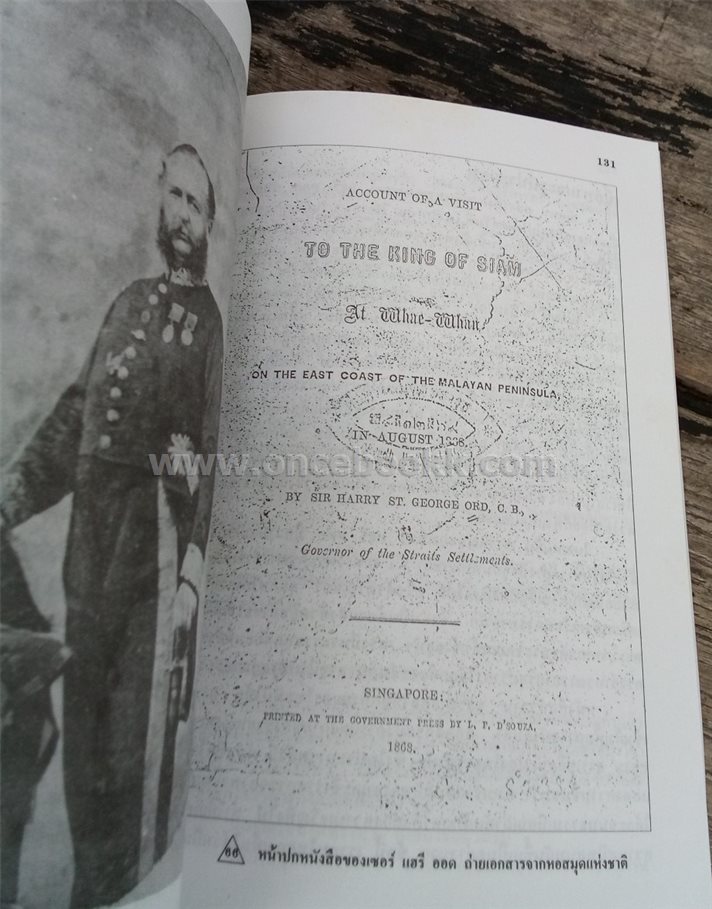 131
ACCOUNT OF A VISIT
TO THE KING OF SIAM
At Whae-Whan,
ON THE EAST COAST OF THE MALAYAN PENINSULA,
IN AUGUST 1868.
www.oncebreak.com
BY SIR HARRY ST. GEORGE ORD, C. B.,
Governor of the Straits Settlements.
SINGAPORE:
PRINTED AT THE GOVERNMENT PRESS BY L. F. D'SOUZA,
1868.
หน้าปกหนังสือของเซอร์ แฮรี ออด ถ่ายเอกสารจากหอสมุดแห่งชาติ